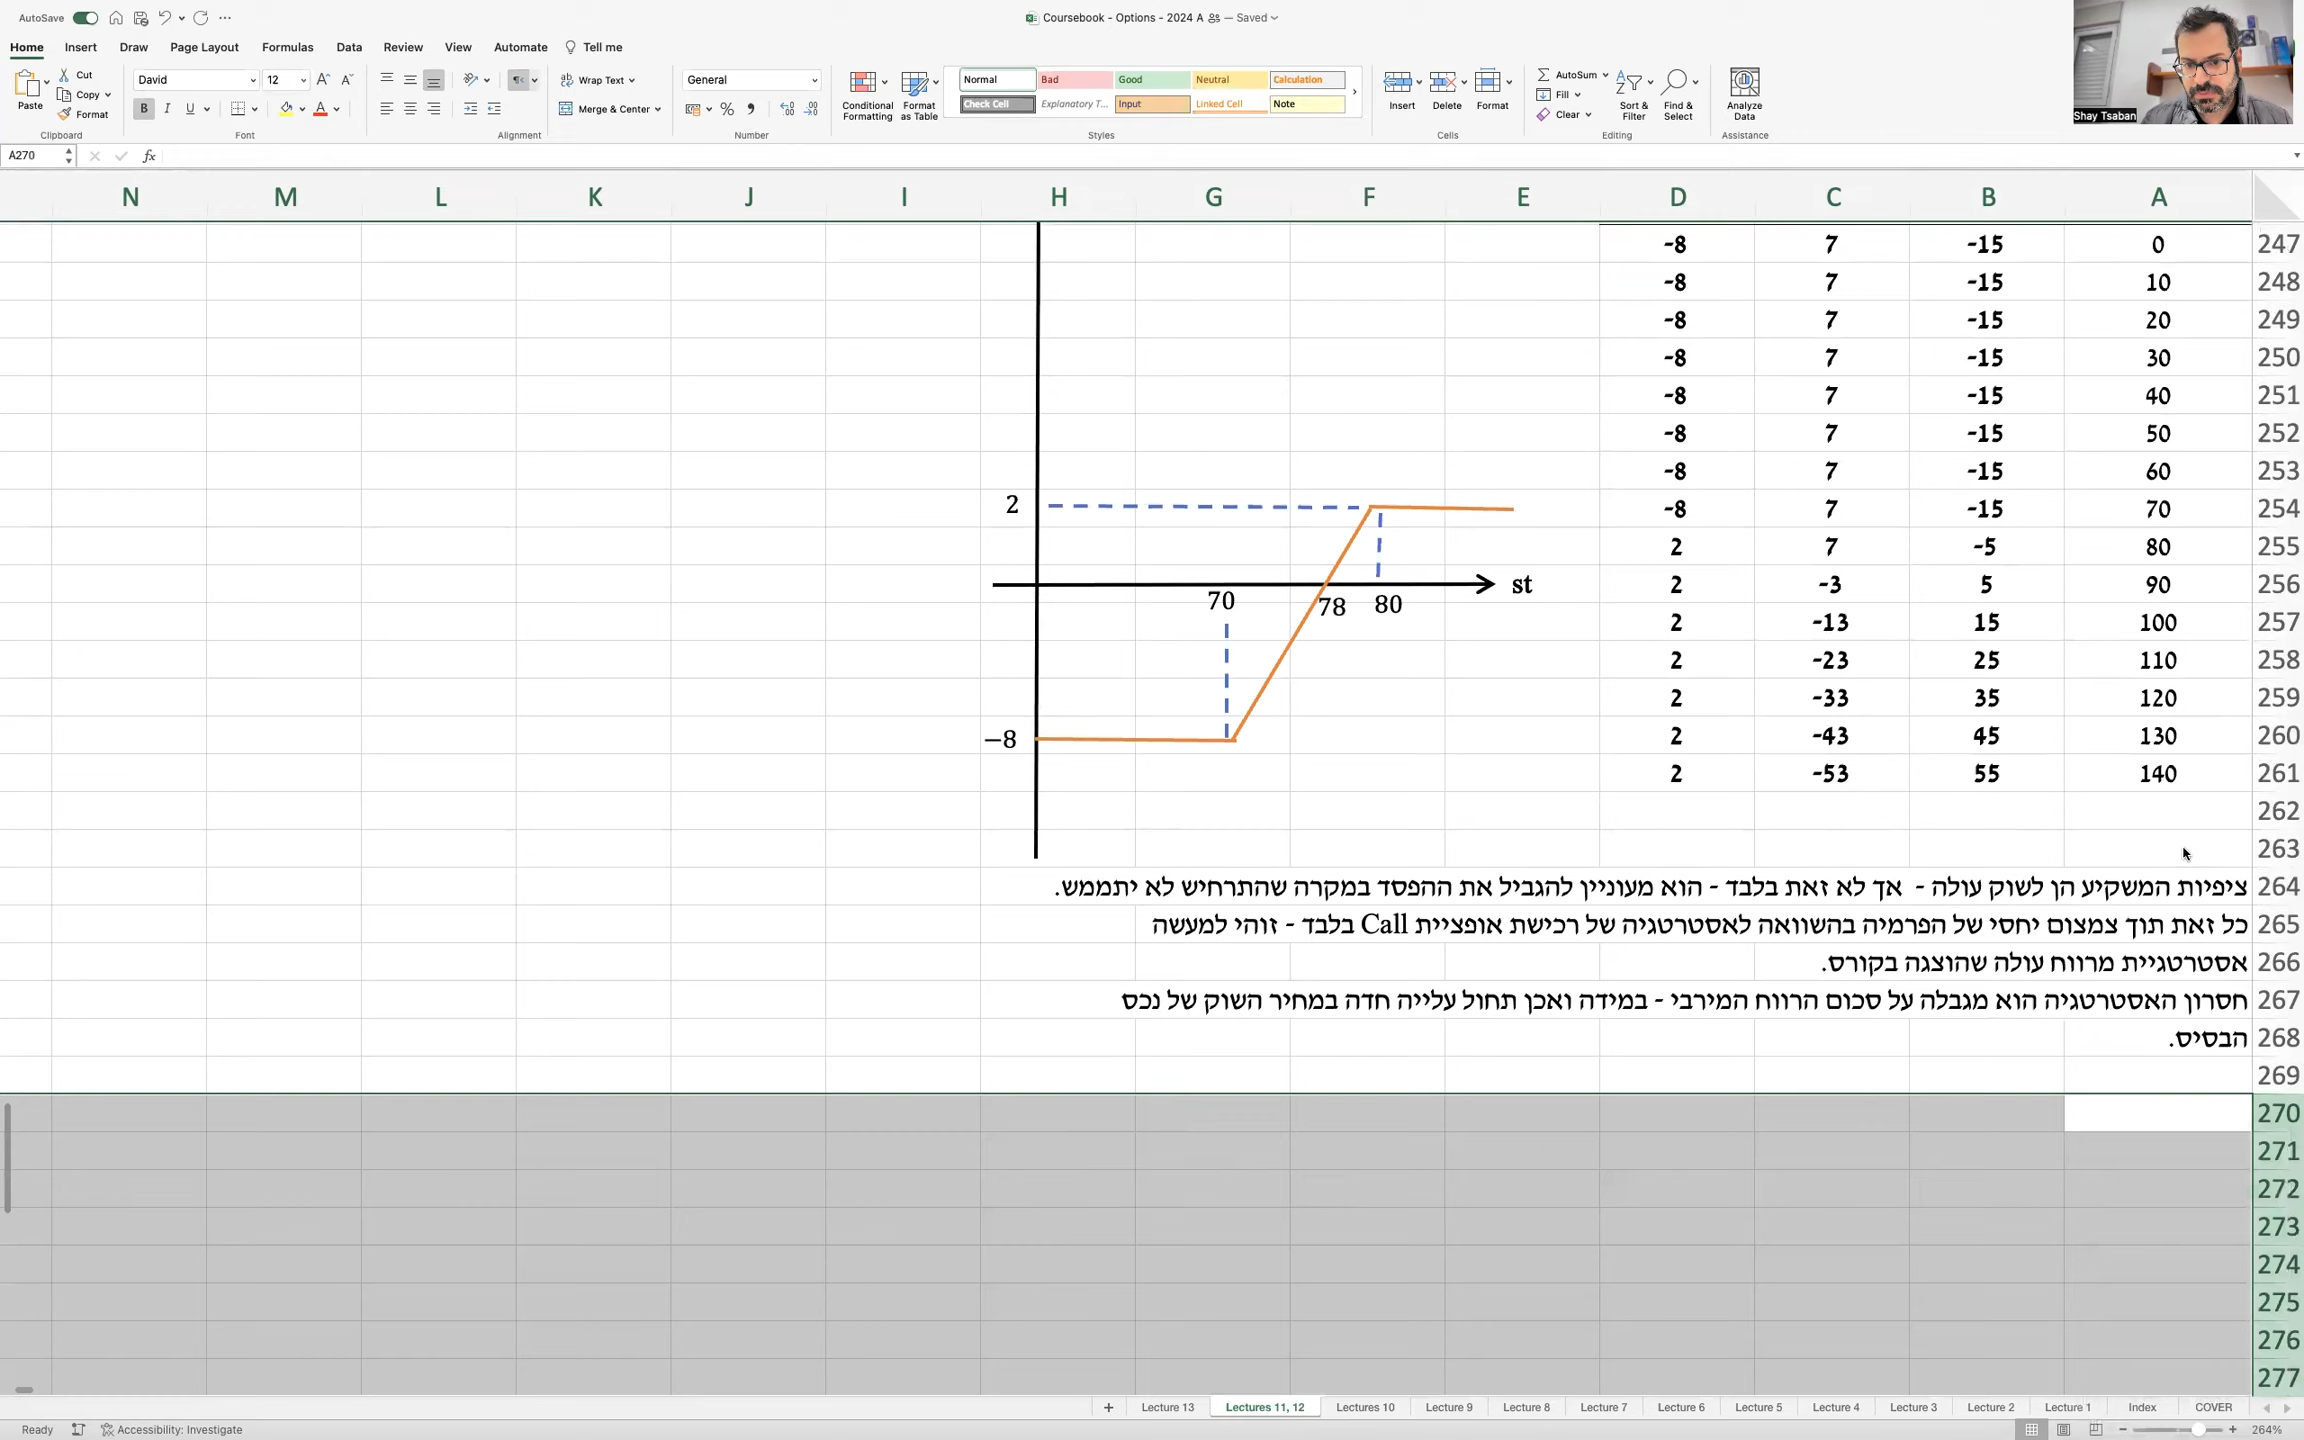 AutoSave
Coursebook - Options - 2024 A — Saved
Home Insert Draw Page Layout Formulas Data Review View Automate Tell me
Paste Cut Copy Format
Clipboard
David 12
B I U A
Font
Wrap Text
Merge & Center
Alignment
General
Number
Conditional Formatting
Format as Table
Normal Bad Good Neutral Calculation
Check Cell Explanatory T... Input Linked Cell Note
Styles
Insert Delete Format
Cells
AutoSum
Fill
Clear
Sort & Filter
Find & Select
Editing
Analyze Data
Assistance
Shay Tsaban
A270 fx
N M L K J I H G F E D C B A
-8 7 -15 0 247
-8 7 -15 10 248
-8 7 -15 20 249
-8 7 -15 30 250
-8 7 -15 40 251
-8 7 -15 50 252
-8 7 -15 60 253
-8 7 -15 70 254
2 7 -5 80 255
2 -3 5 90 256
2 -13 15 100 257
2 -23 25 110 258
2 -33 35 120 259
2 -43 45 130 260
2 -53 55 140 261
262
263
2
st
70 78 80
−8
ציפיות המשקיע הן לשוק עולה - אך לא זאת בלבד - הוא מעוניין להגביל את ההפסד במקרה שהתרחיש לא יתממש. 264
כל זאת תוך צמצום יחסי של הפרמיה בהשוואה לאסטרטגיה של רכישת אופציית Call בלבד - זוהי למעשה 265
אסטרטגיית מרווח עולה שהוצגה בקורס. 266
חסרון האסטרטגיה הוא מגבלה על סכום הרווח המירבי - במידה ואכן תחול עלייה חדה במחיר השוק של נכס 267
הבסיס. 268
269
270
271
272
273
274
275
276
277
+ Lecture 13 Lectures 11, 12 Lectures 10 Lecture 9 Lecture 8 Lecture 7 Lecture 6 Lecture 5 Lecture 4 Lecture 3 Lecture 2 Lecture 1 Index COVER
Ready Accessibility: Investigate 264%